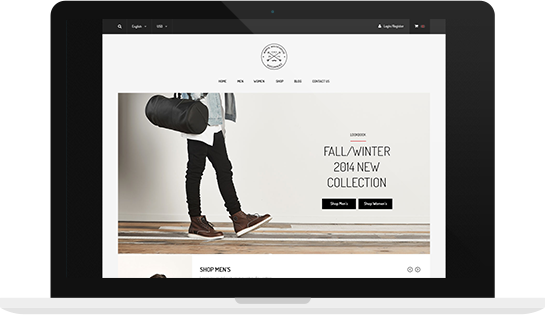 English USD Login/Register
HOME MEN WOMEN SHOP BLOG CONTACT US
LOOKBOOK
FALL/WINTER
2014 NEW
COLLECTION
Shop Men's Shop Women's
SHOP MEN'S